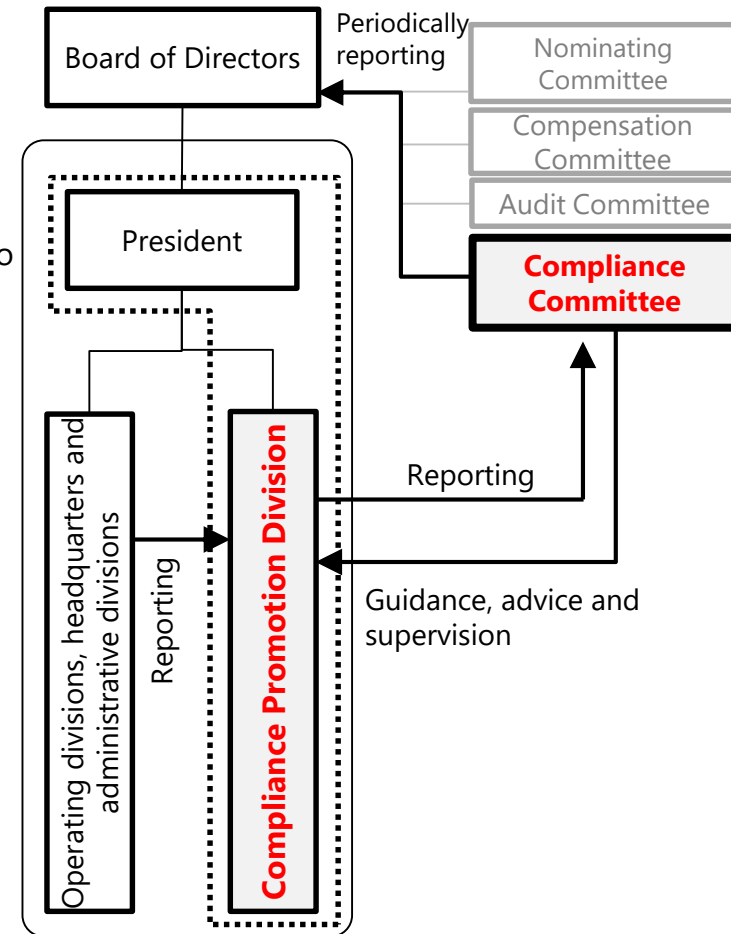 Periodically
reporting
Board of Directors
Nominating
Committee
Compensation
Committee
Audit Committee
President
o
Compliance
Committee
Operating divisions, headquarters and
administrative divisions
Reporting
Compliance Promotion Division
Reporting
Guidance, advice and
supervision